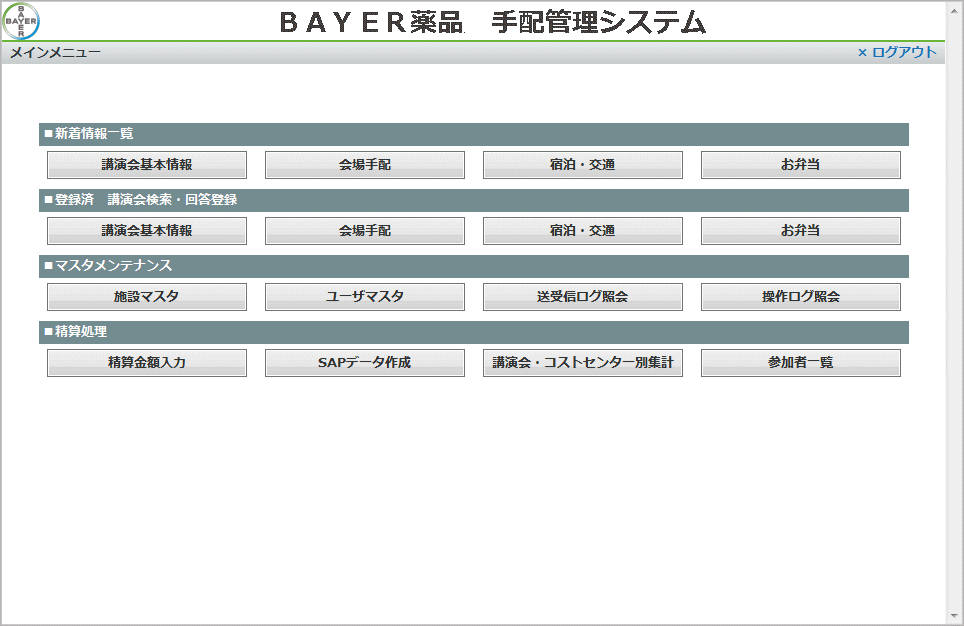 BAYER
BAYER
ＢＡＹＥＲ薬品　手配管理システム
メインメニュー
× ログアウト
■新着情報一覧
講演会基本情報
会場手配
宿泊・交通
お弁当
■登録済　講演会検索・回答登録
講演会基本情報
会場手配
宿泊・交通
お弁当
■マスタメンテナンス
施設マスタ
ユーザマスタ
送受信ログ照会
操作ログ照会
■精算処理
精算金額入力
SAPデータ作成
講演会・コストセンター別集計
参加者一覧